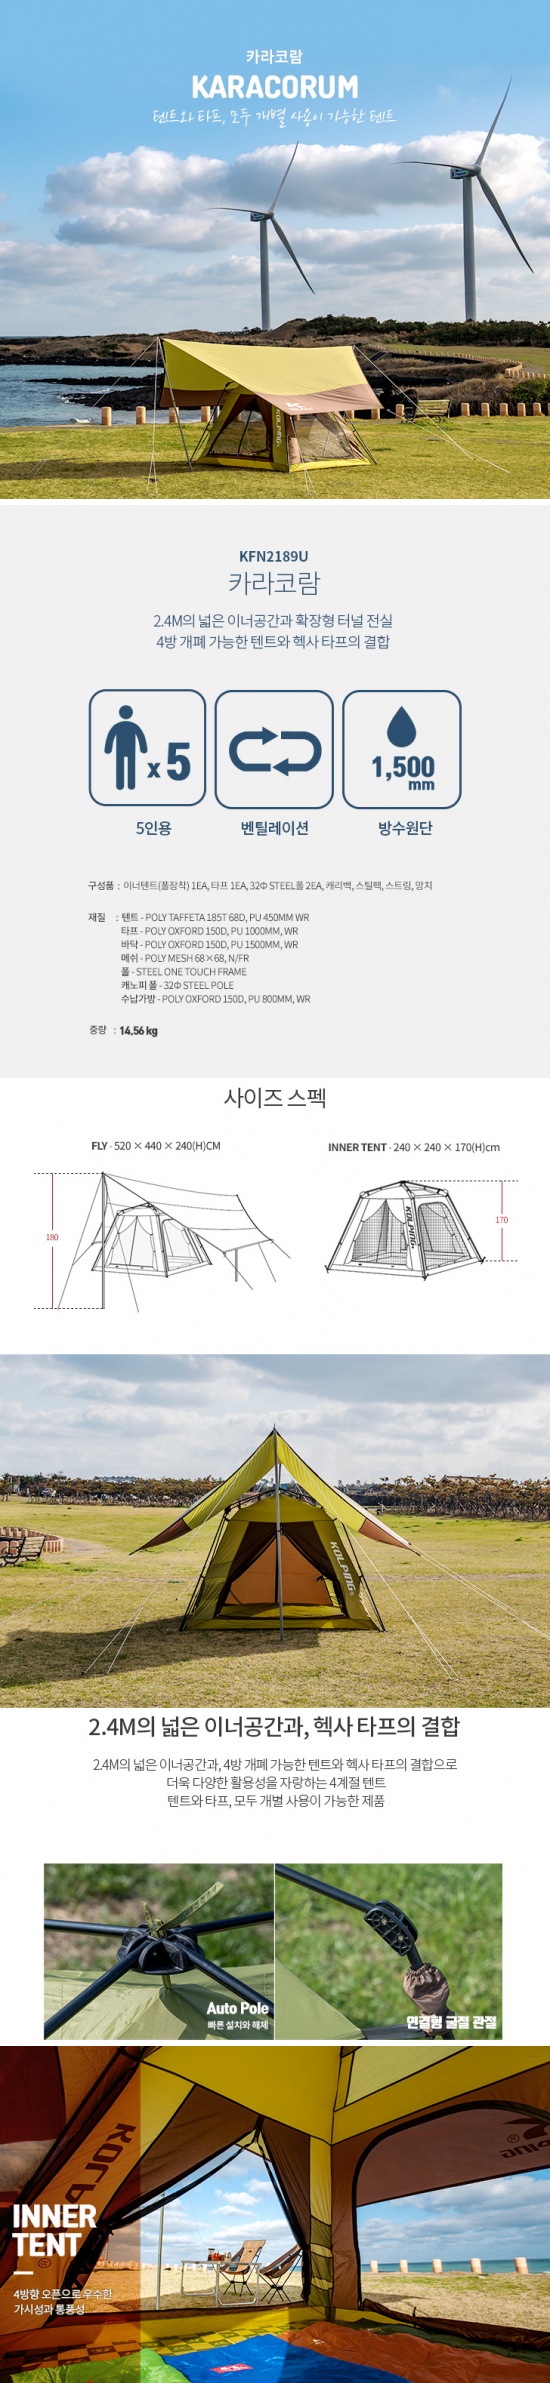 카라코람
KARACORUM
텐트와 타프, 모두 개별 사용이 가능한 텐트
KOLPING
KFN2189U
카라코람
2.4M의 넓은 이너공간과 확장형 터널 전실
4방 개폐 가능한 텐트와 헥사 타프의 결합
x 5
1,500
mm
5인용
벤틸레이션
방수원단
구성품 : 이너텐트(폴장착) 1EA, 타프 1EA, 32Φ STEEL폴 2EA, 캐리백, 스틸팩, 스트링, 망치
재질 : 텐트 - POLY TAFFETA 185T 68D, PU 450MM WR
타프 - POLY OXFORD 150D, PU 1000MM, WR
바닥 - POLY OXFORD 150D, PU 1500MM, WR
메쉬 - POLY MESH 68×68, N/FR
폴 - STEEL ONE TOUCH FRAME
캐노피 폴 - 32Φ STEEL POLE
수납가방 - POLY OXFORD 150D, PU 800MM, WR
중량 : 14.56 kg
사이즈 스펙
FLY - 520 × 440 × 240(H)CM
INNER TENT - 240 × 240 × 170(H)cm
180
KOLPING
170
KOLPING
2.4M의 넓은 이너공간과, 헥사 타프의 결합
2.4M의 넓은 이너공간과, 4방 개폐 가능한 텐트와 헥사 타프의 결합으로
더욱 다양한 활용성을 자랑하는 4계절 텐트
텐트와 타프, 모두 개별 사용이 가능한 제품
Auto Pole
빠른 설치와 해체
연결형 굴절 관절
KOLP
PING
INNER
TENT
4방향 오픈으로 우수한
가시성과 통풍성